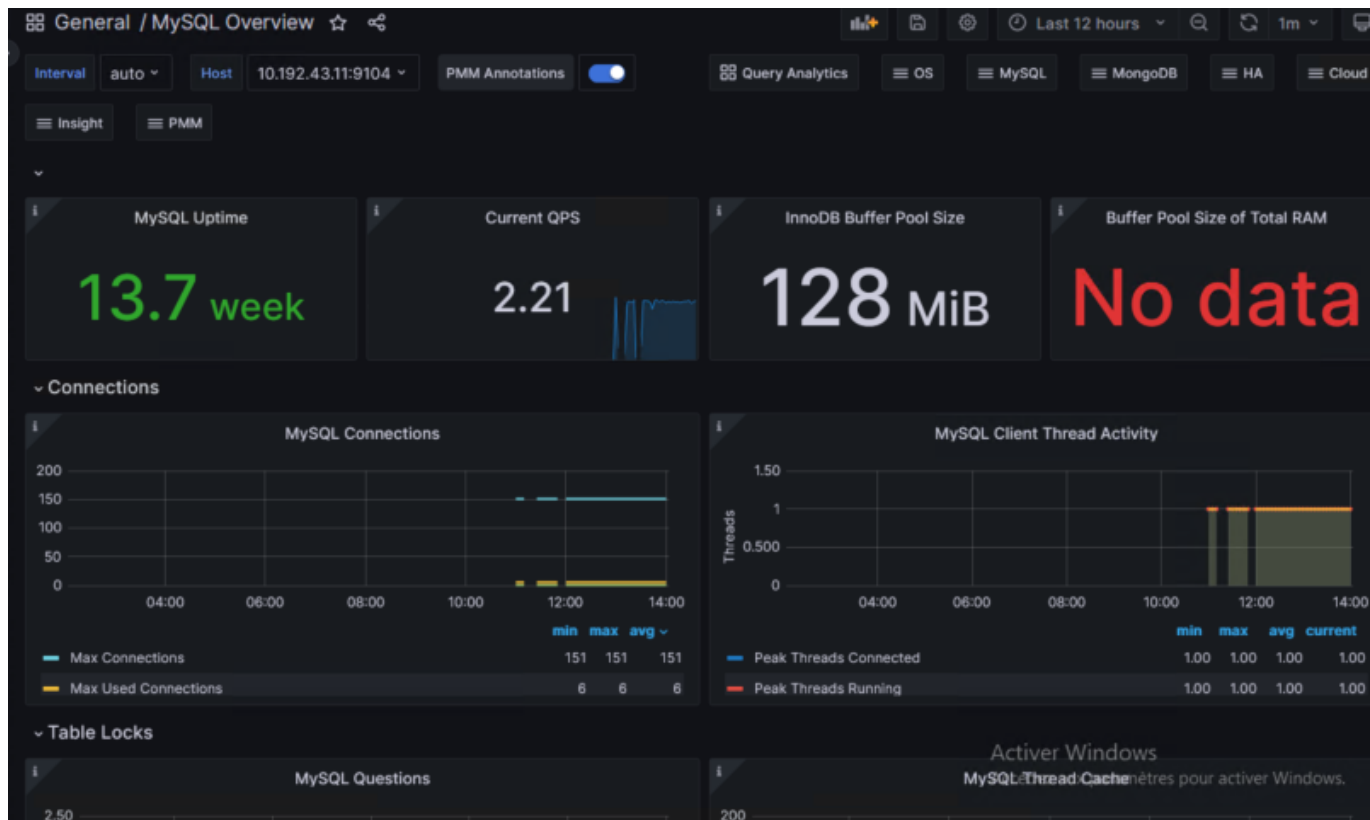 General / MySQL Overview
Last 12 hours
1m
Interval auto Host 10.192.43.11:9104 PMM Annotations
Query Analytics OS MySQL MongoDB HA Cloud
Insight PMM
MySQL Uptime
13.7 week
Current QPS
2.21
InnoDB Buffer Pool Size
128 MiB
Buffer Pool Size of Total RAM
No data
Connections
MySQL Connections
200
150
100
50
0
04:00 06:00 08:00 10:00 12:00 14:00
min max avg
Max Connections 151 151 151
Max Used Connections 6 6 6
MySQL Client Thread Activity
Threads
1.50
1
0.500
0
04:00 06:00 08:00 10:00 12:00 14:00
min max avg current
Peak Threads Connected 1.00 1.00 1.00 1.00
Peak Threads Running 1.00 1.00 1.00 1.00
Table Locks
MySQL Questions
2.50
MySQL Thread Cache
200
Activer Windows
pour activer Windows.